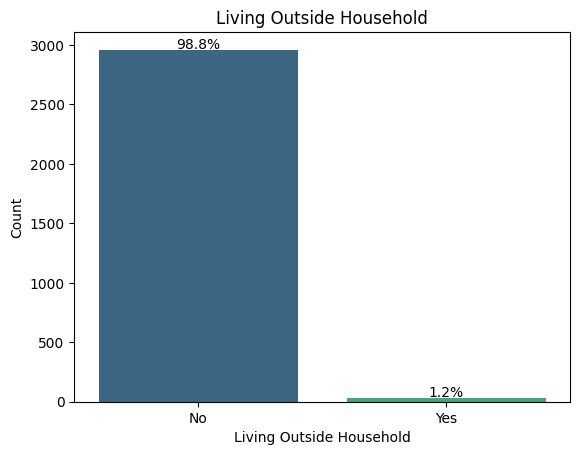 Living Outside Household
3000
2500
2000
1500
1000
500
0
Count
98.8%
1.2%
No
Yes
Living Outside Household